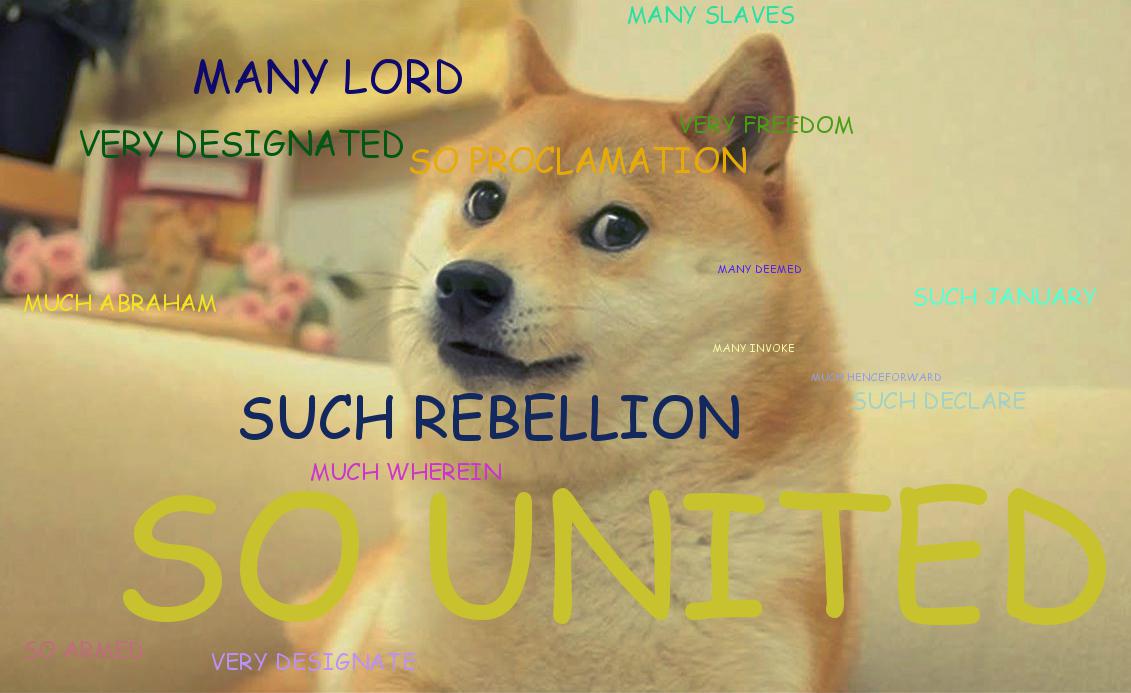 MANY SLAVES
MANY LORD
VERY FREEDOM
VERY DESIGNATED
SO PROCLAMATION
MANY DEEMED
SUCH JANUARY
MUCH ABRAHAM
MANY INVOKE
MUCH HENCEFORWARD
SUCH DECLARE
SUCH REBELLION
MUCH WHEREIN
SO UNITED
SO ARMED
VERY DESIGNATE